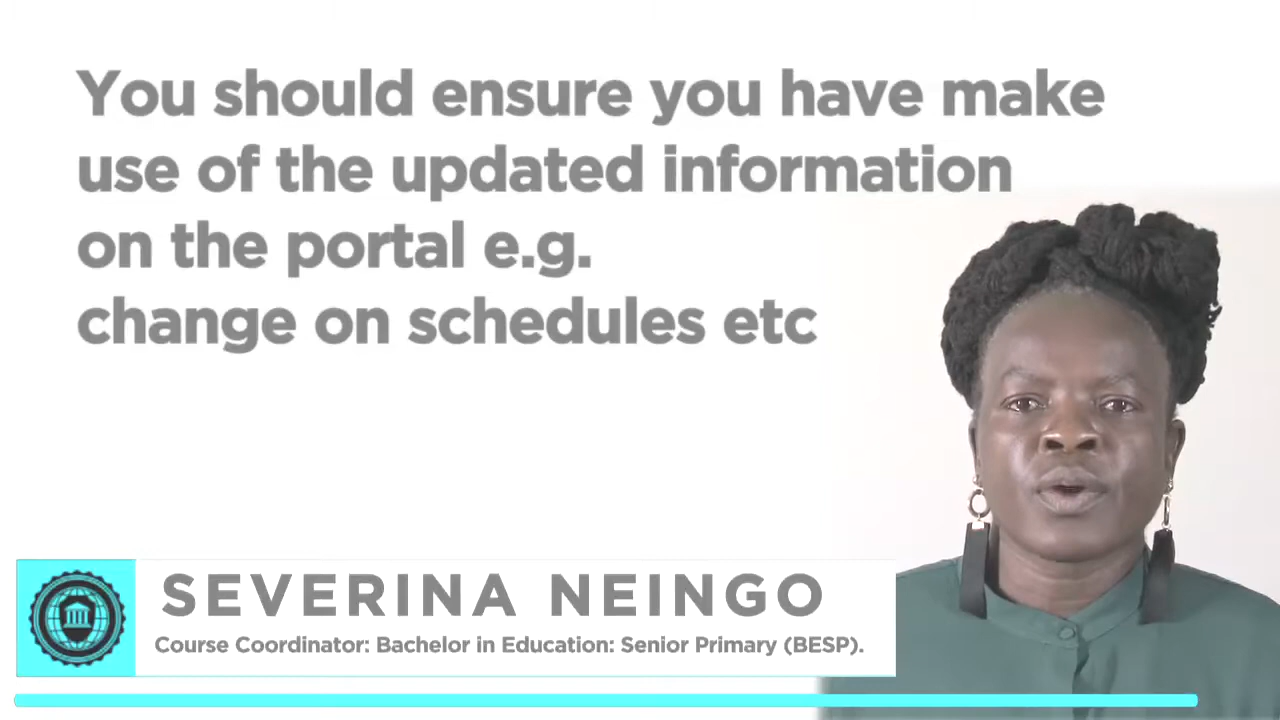 You should ensure you have make
use of the updated information
on the portal e.g.
change on schedules etc
SEVERINA NEINGO
Course Coordinator: Bachelor in Education: Senior Primary (BESP).